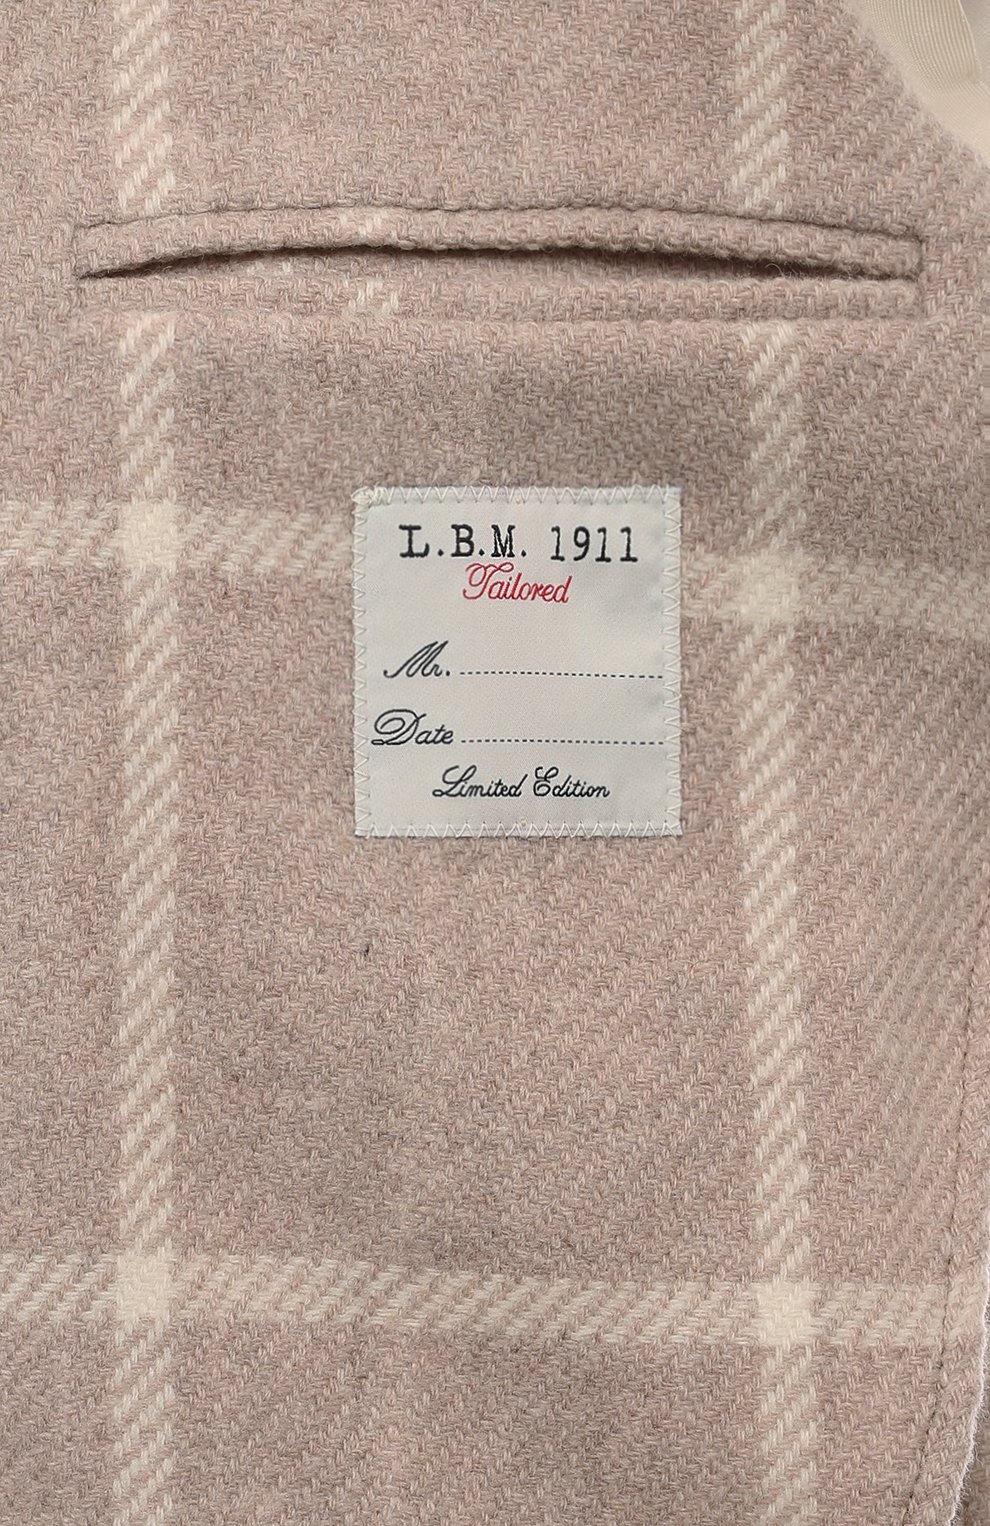 L.B.M. 1911
Tailored
Mr.
Date
Limited Edition